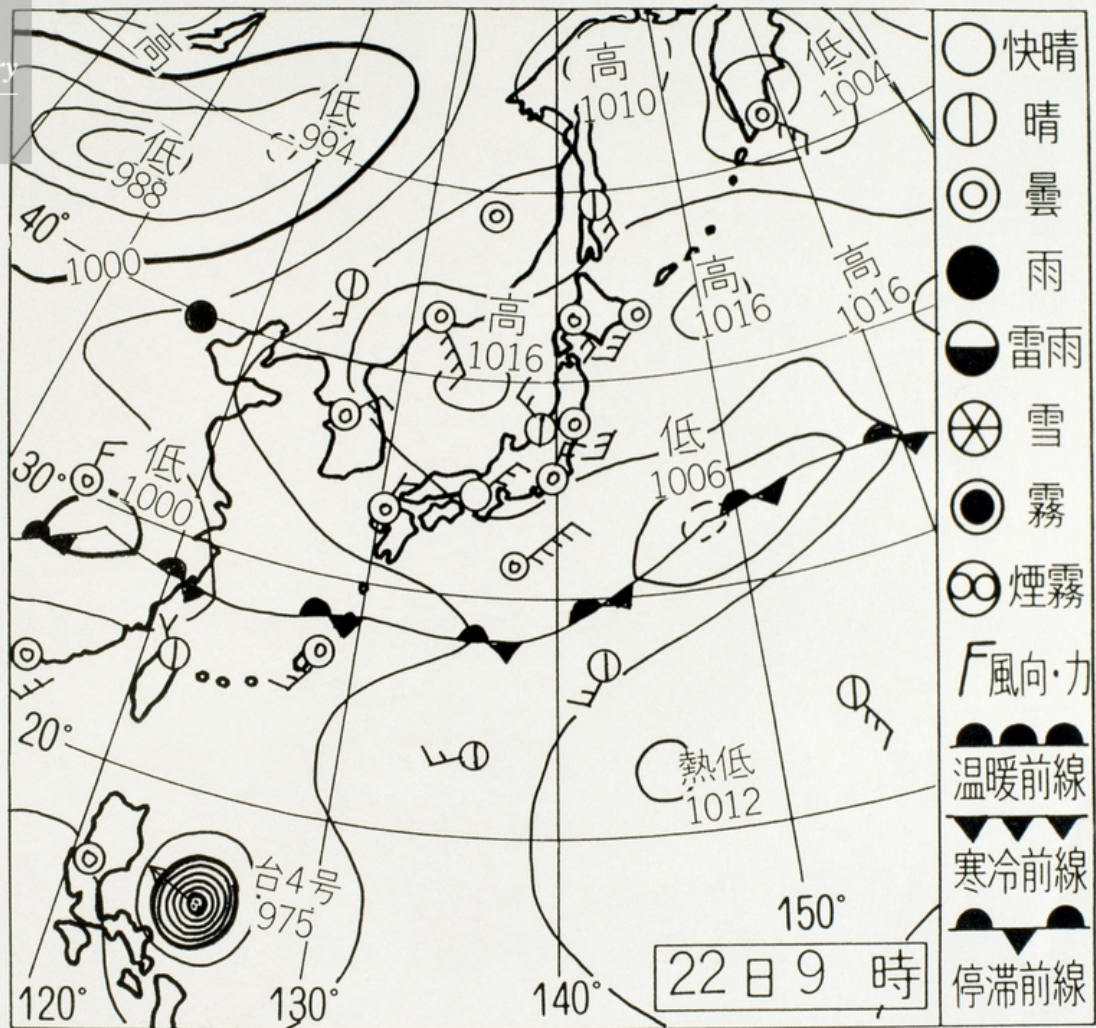 y
高
低
994
低
988
高
1010
低
1004
40°
1000
高
1016
高
1016
高
1016
低
1006
30°
低
1000
20°
熱低
1012
台4号
975
150°
22日9時
120°
130°
140°
快晴
晴
曇
雨
雷雨
雪
霧
煙霧
風向・力
温暖前線
寒冷前線
停滞前線